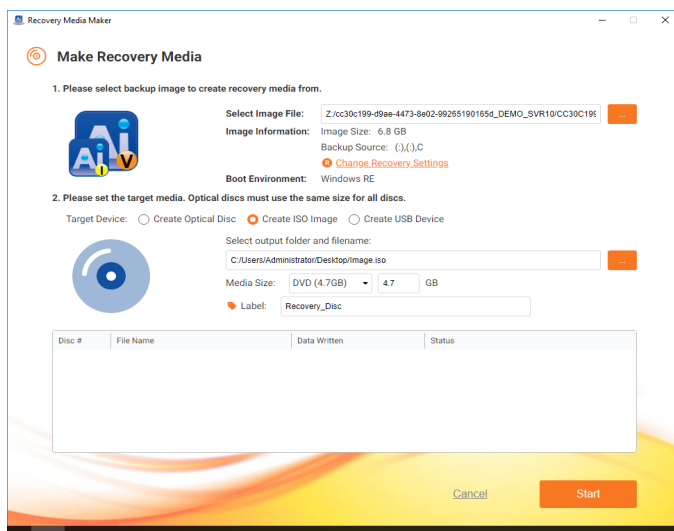 Recovery Media Maker
Make Recovery Media
1. Please select backup image to create recovery media from.
Select Image File: Z:/cc30c199-d9ae-4473-8e02-99265190165d_DEMO_SVR10/CC30C199 ...
Image Information: Image Size: 6.8 GB
Backup Source: (:),(:),C
R Change Recovery Settings
Boot Environment: Windows RE
Ai
Ai
I V
2. Please set the target media. Optical discs must use the same size for all discs.
Target Device: Create Optical Disc Create ISO Image Create USB Device
Select output folder and filename:
C:/Users/Administrator/Desktop/Image.iso ...
Media Size: DVD (4.7GB) 4.7 GB
Label: Recovery_Disc
Disc # File Name Data Written Status
Cancel Start